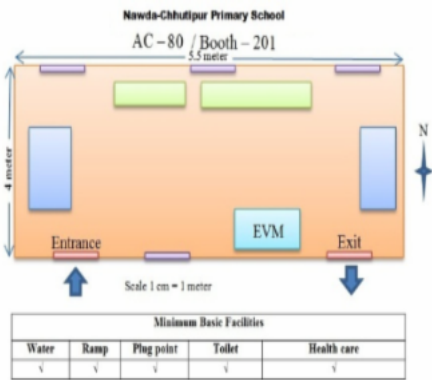 Nawda-Chhutipur Primary School
AC – 80 / Booth – 201
5.5 meter
4 meter
N
EVM
Entrance
Exit
Scale 1 cm = 1 meter
Minimum Basic Facilities
Water Ramp Plug point Toilet Health care
√ √ √ √ √